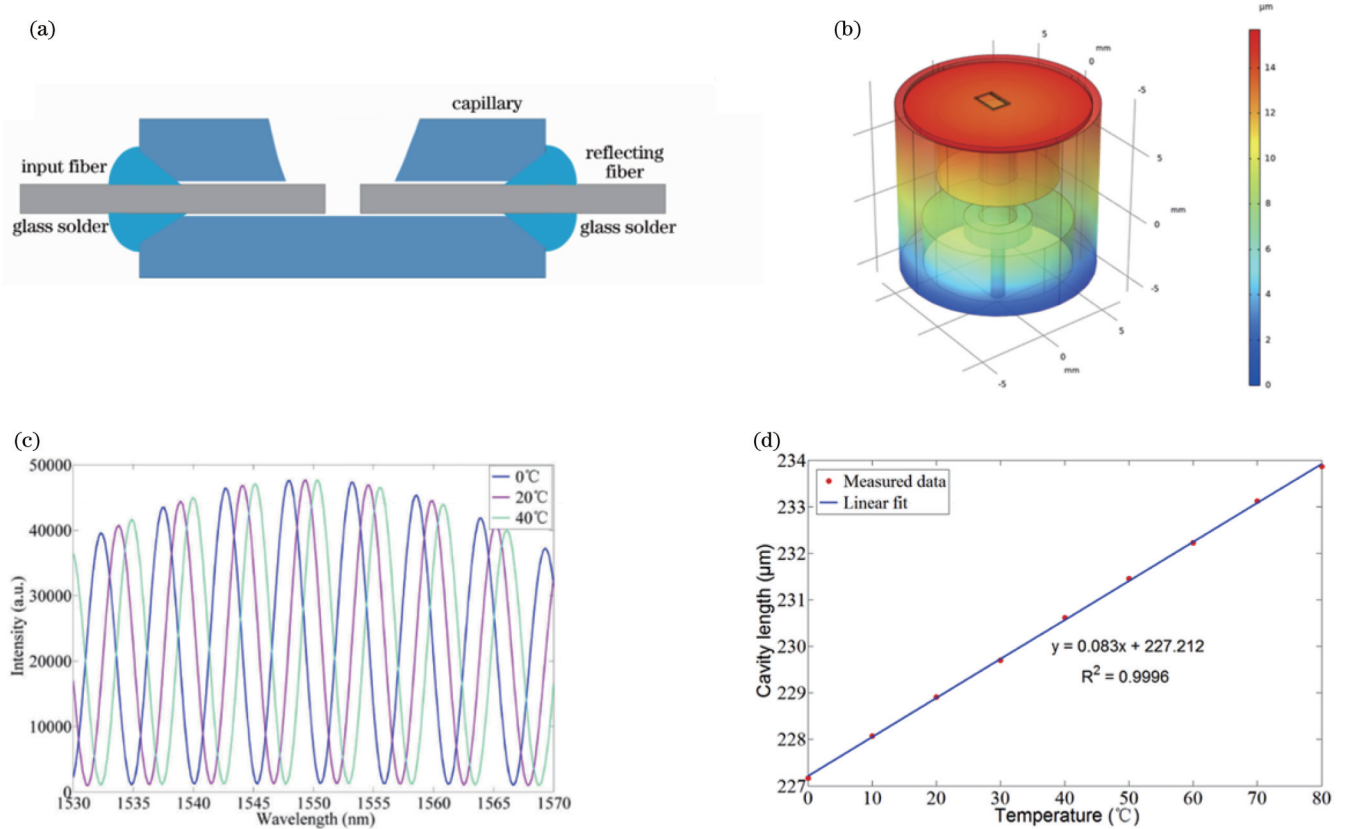 (a)
capillary
input fiber
reflecting
fiber
glass solder
glass solder
(b)
µm
14
12
10
8
6
4
2
0
5
mm
0
-5
5
mm
0
-5
5
0
mm
-5
(c)
50000
40000
30000
20000
10000
0
Intensity (a.u.)
0℃
20℃
40℃
1530
1535
1540
1545
1550
1555
1560
1565
1570
Wavelength (nm)
(d)
234
233
232
231
230
229
228
227
Cavity length (µm)
Measured data
Linear fit
y = 0.083x + 227.212
R² = 0.9996
0
10
20
30
40
50
60
70
80
Temperature (℃)